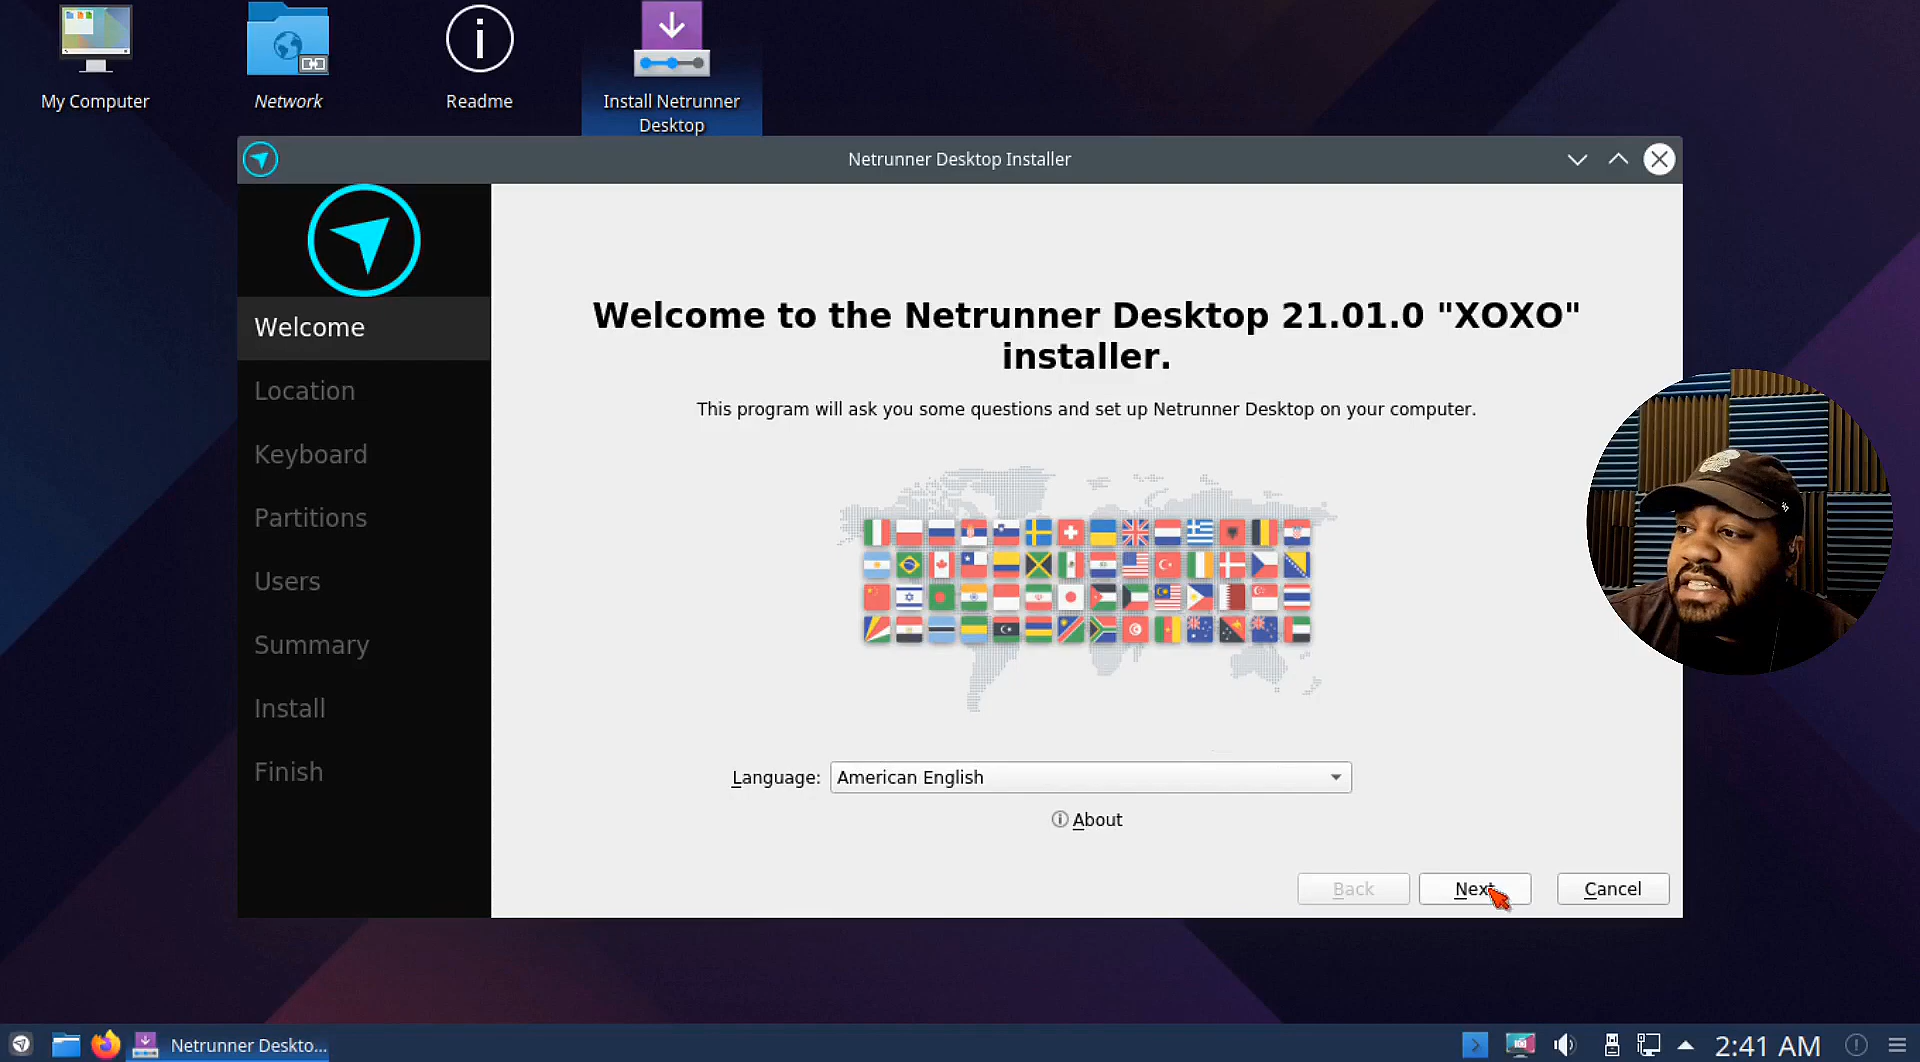 My Computer
Network
Readme
Install Netrunner
Desktop
Netrunner Desktop Installer
Welcome
Location
Keyboard
Partitions
Users
Summary
Install
Finish
Welcome to the Netrunner Desktop 21.01.0 "XOXO"
installer.
This program will ask you some questions and set up Netrunner Desktop on your computer.
Language: American English
About
Back Next Cancel
Netrunner Deskto...
2:41 AM